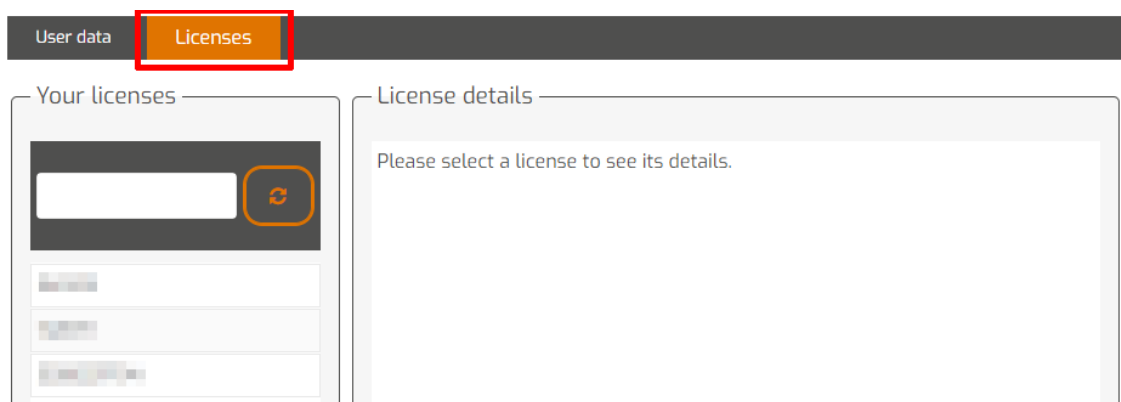 User data
Licenses
Your licenses
License details
Please select a license to see its details.